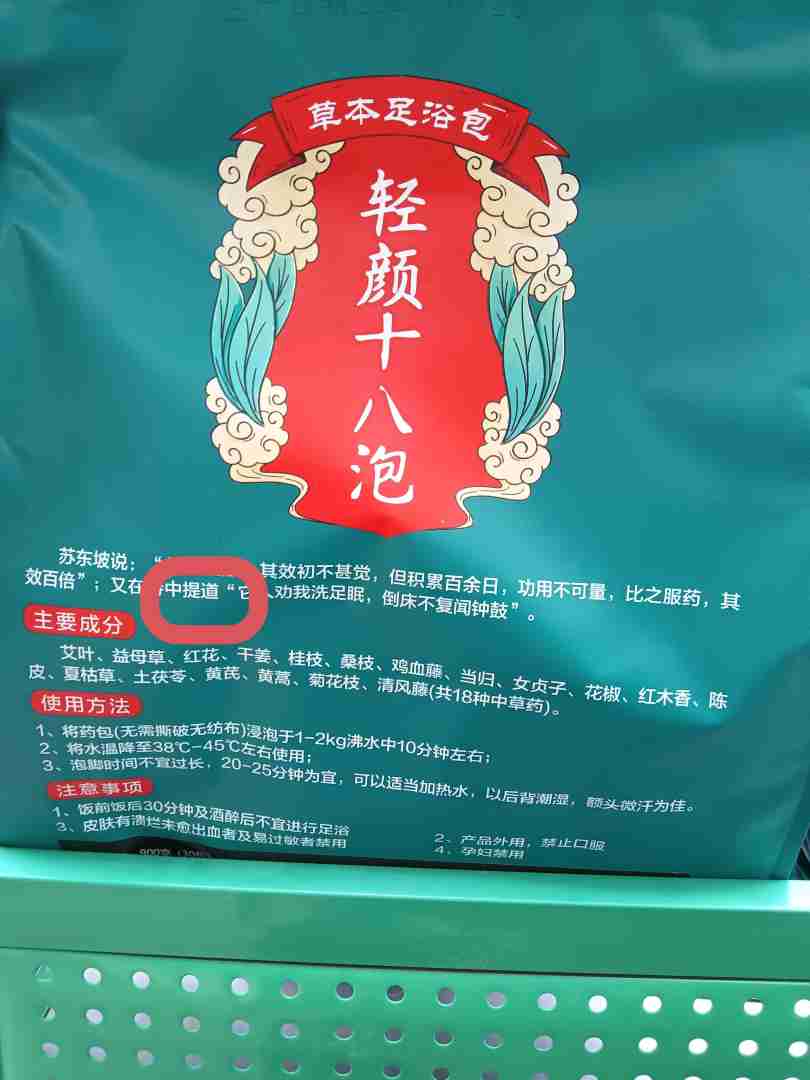 草本足浴包
轻颜十八泡
苏东坡说：“ 其效初不甚觉，但积累百余日，功用不可量，比之服药，其
效百倍”；又在 中提道“ 人劝我洗足眠，倒床不复闻钟鼓”。
主要成分
艾叶、益母草、红花、干姜、桂枝、桑枝、鸡血藤、当归、女贞子、花椒、红木香、陈
皮、夏枯草、土茯苓、黄芪、黄蒿、菊花枝、清风藤(共18种中草药)。
使用方法
1、将药包(无需撕破无纺布)浸泡于1-2kg沸水中10分钟左右；
2、将水温降至38℃-45℃左右使用；
3、泡脚时间不宜过长，20-25分钟为宜，可以适当加热水，以后背潮湿，额头微汗为佳。
注意事项
1、饭前饭后30分钟及酒醉后不宜进行足浴
2、产品外用，禁止口服
3、皮肤有溃烂未愈出血者及易过敏者禁用
4、孕妇禁用